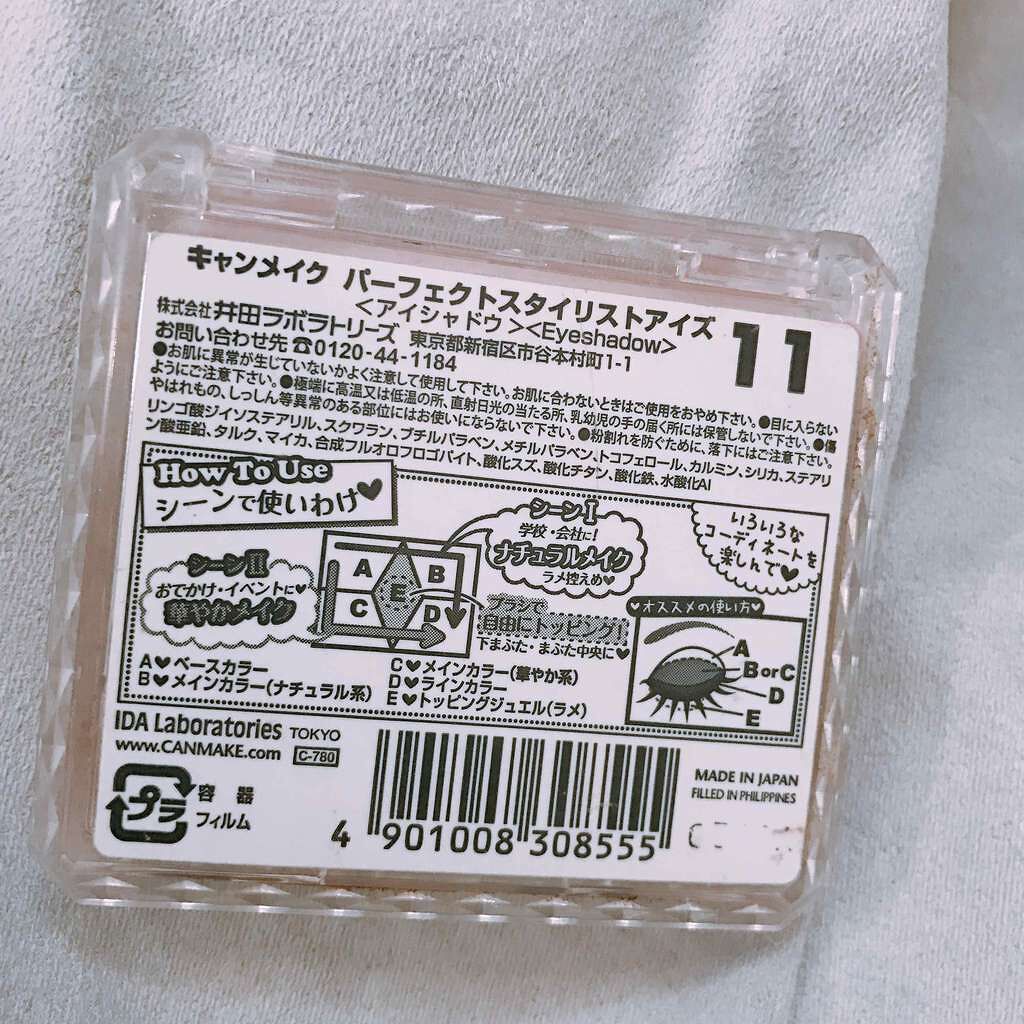 キャンメイク パーフェクトスタイリストアイズ
<アイシャドウ><Eyeshadow>
11
株式会社 井田ラボラトリーズ 東京都新宿区市谷本村町1-1
お問い合わせ先☎0120-44-1184
●お肌に異常が生じていないかよく注意して使用して下さい。お肌に合わないときはご使用をおやめ下さい。●目に入らない
ようにご注意下さい。●極端に高温又は低温の所、直射日光の当たる所、乳幼児の手の届く所には保管しないで下さい。●傷
やはれもの、しっしん等異常のある部位にはお使いにならないで下さい。●粉割れを防ぐために、落下にはご注意下さい。
リンゴ酸ジイソステアリル、スクワラン、ブチルパラベン、メチルパラベン、トコフェロール、カルミン、シリカ、ステアリ
ン酸亜鉛、タルク、マイカ、合成フルオロフロゴパイト、酸化スズ、酸化チタン、酸化鉄、水酸化Al
How To Use
シーンで使いわけ♥
シーンI
学校・会社に!
ナチュラルメイク
ラメ控えめ♥
いろいろな
コーディネートを
楽しんで♥
シーンII
おでかけ・イベントに♥
華やかメイク
A
B
C
D
E
ブラシで
自由にトッピング!
下まぶた・まぶた中央に♥
♥オススメの使い方♥
A
B or C
D
E
A♥ベースカラー
B♥メインカラー(ナチュラル系)
C♥メインカラー(華やか系)
D♥ラインカラー
E♥トッピングジュエル(ラメ)
IDA Laboratories TOKYO
www.CANMAKE.com C-780
プラ
容器
フィルム
4 901008 308555
MADE IN JAPAN
FILLED IN PHILIPPINES